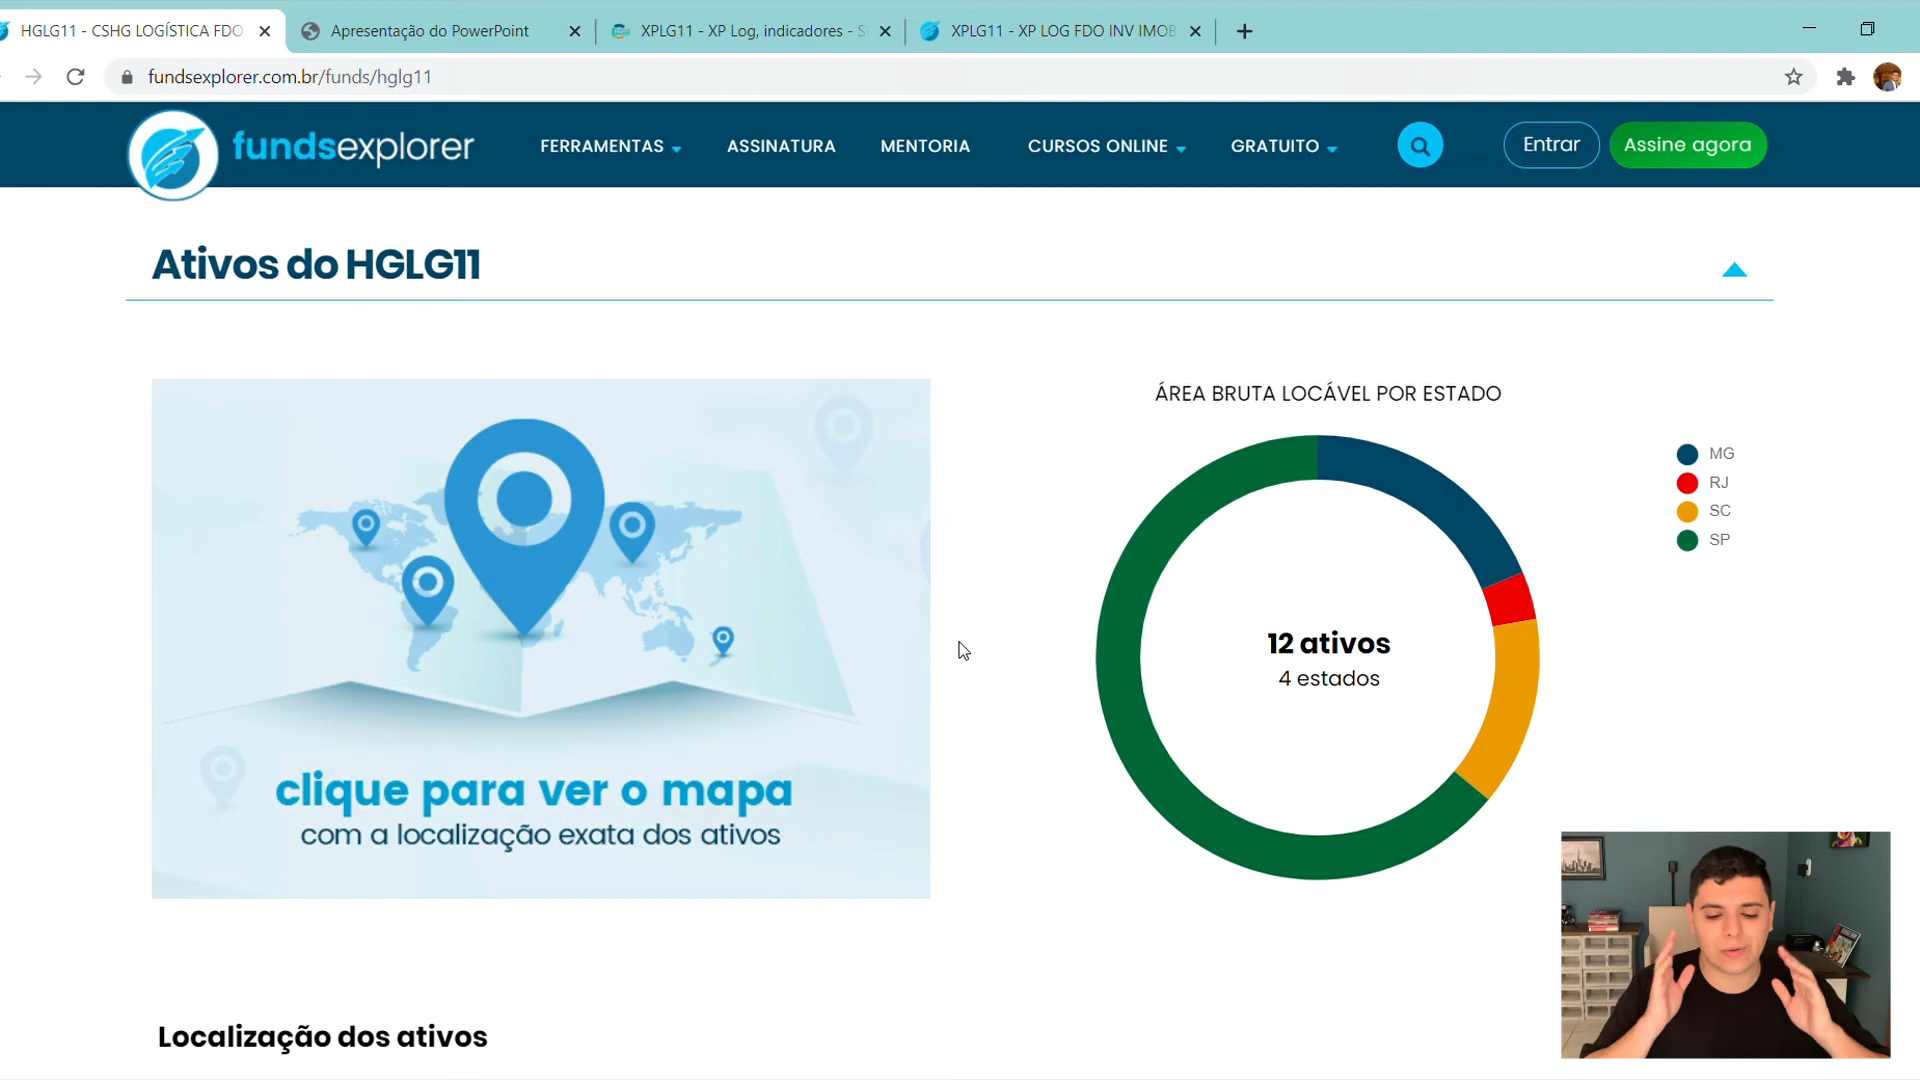 HGLG11 - CSHG LOGÍSTICA FDO
Apresentação do PowerPoint
XPLG11 - XP Log, indicadores - S
XPLG11 - XP LOG FDO INV IMOB
fundsexplorer.com.br/funds/hglg11
fundsexplorer
FERRAMENTAS
ASSINATURA
MENTORIA
CURSOS ONLINE
GRATUITO
Entrar
Assine agora
Ativos do HGLG11
ÁREA BRUTA LOCÁVEL POR ESTADO
MG
RJ
SC
SP
12 ativos
4 estados
clique para ver o mapa
com a localização exata dos ativos
Localização dos ativos